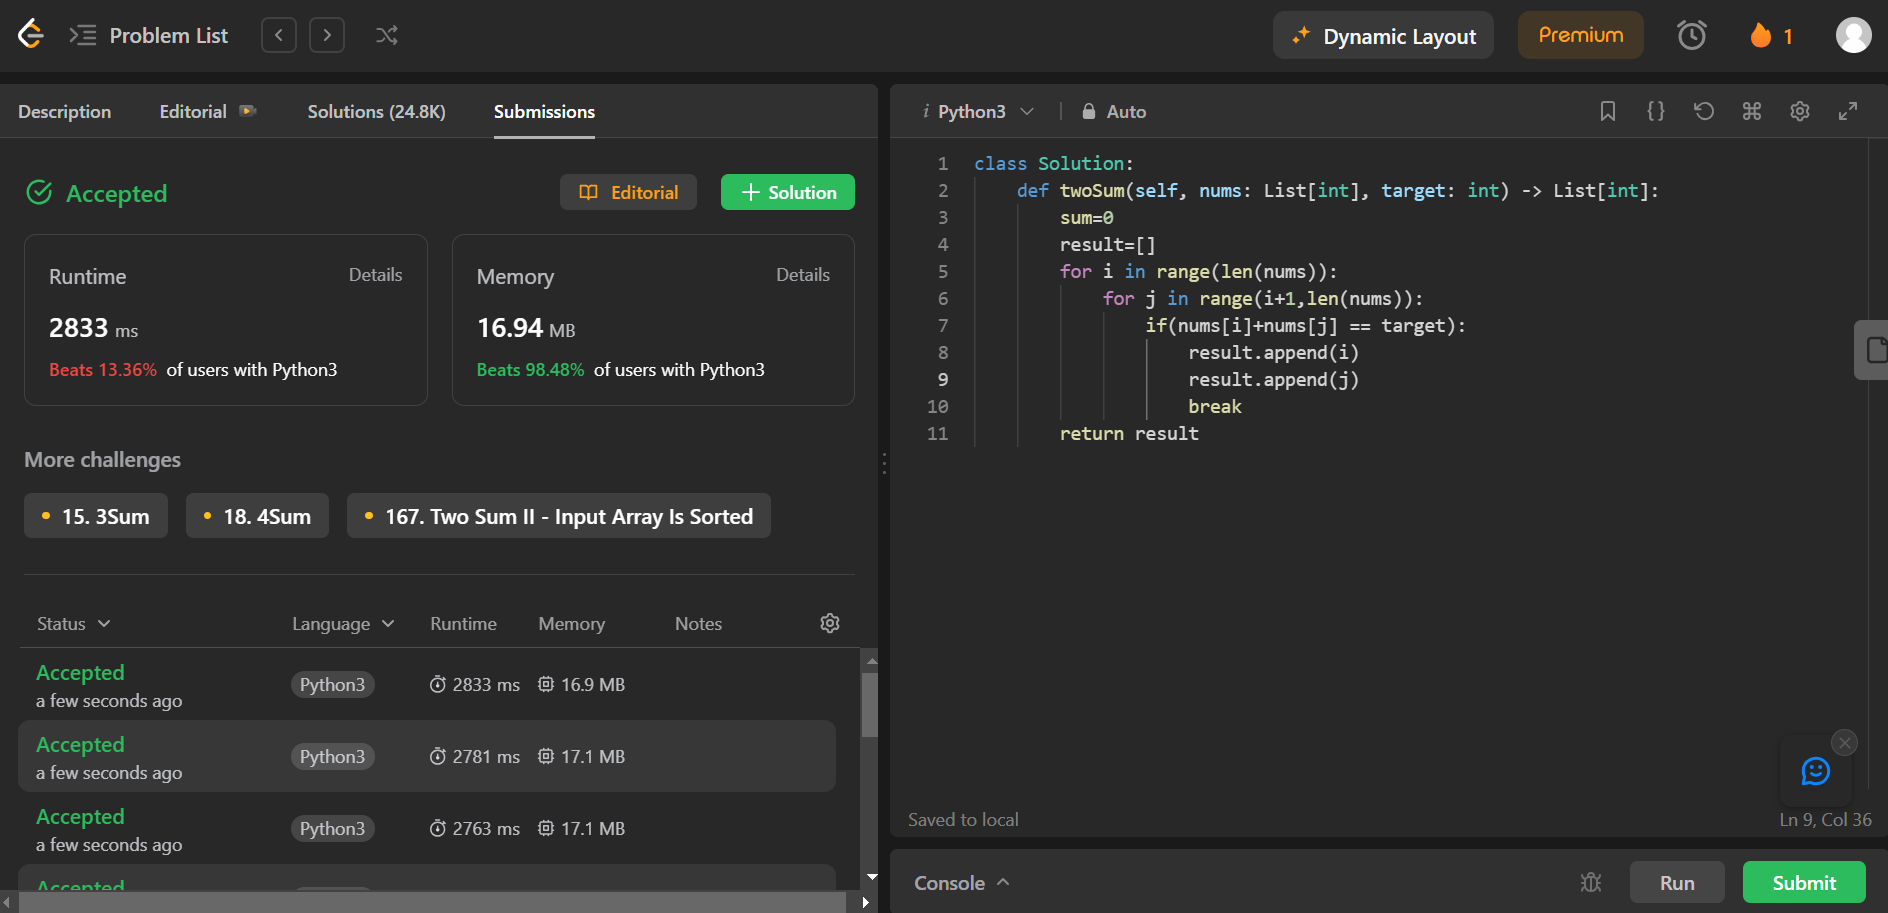 Problem List
Dynamic Layout
Premium
1
Description
Editorial
Solutions (24.8K)
Submissions
Accepted
Editorial
+ Solution
Runtime
Details
2833 ms
Beats 13.36% of users with Python3
Memory
Details
16.94 MB
Beats 98.48% of users with Python3
More challenges
15. 3Sum
18. 4Sum
167. Two Sum II - Input Array Is Sorted
Status
Language
Runtime
Memory
Notes
Accepted
a few seconds ago
Python3
2833 ms
16.9 MB
Accepted
a few seconds ago
Python3
2781 ms
17.1 MB
Accepted
a few seconds ago
Python3
2763 ms
17.1 MB
Accepted
i Python3
Auto
{}
1 class Solution:
2     def twoSum(self, nums: List[int], target: int) -> List[int]:
3         sum=0
4         result=[]
5         for i in range(len(nums)):
6             for j in range(i+1,len(nums)):
7                 if(nums[i]+nums[j] == target):
8                     result.append(i)
9                     result.append(j)
10                     break
11         return result
Saved to local
Ln 9, Col 36
Console
Run
Submit